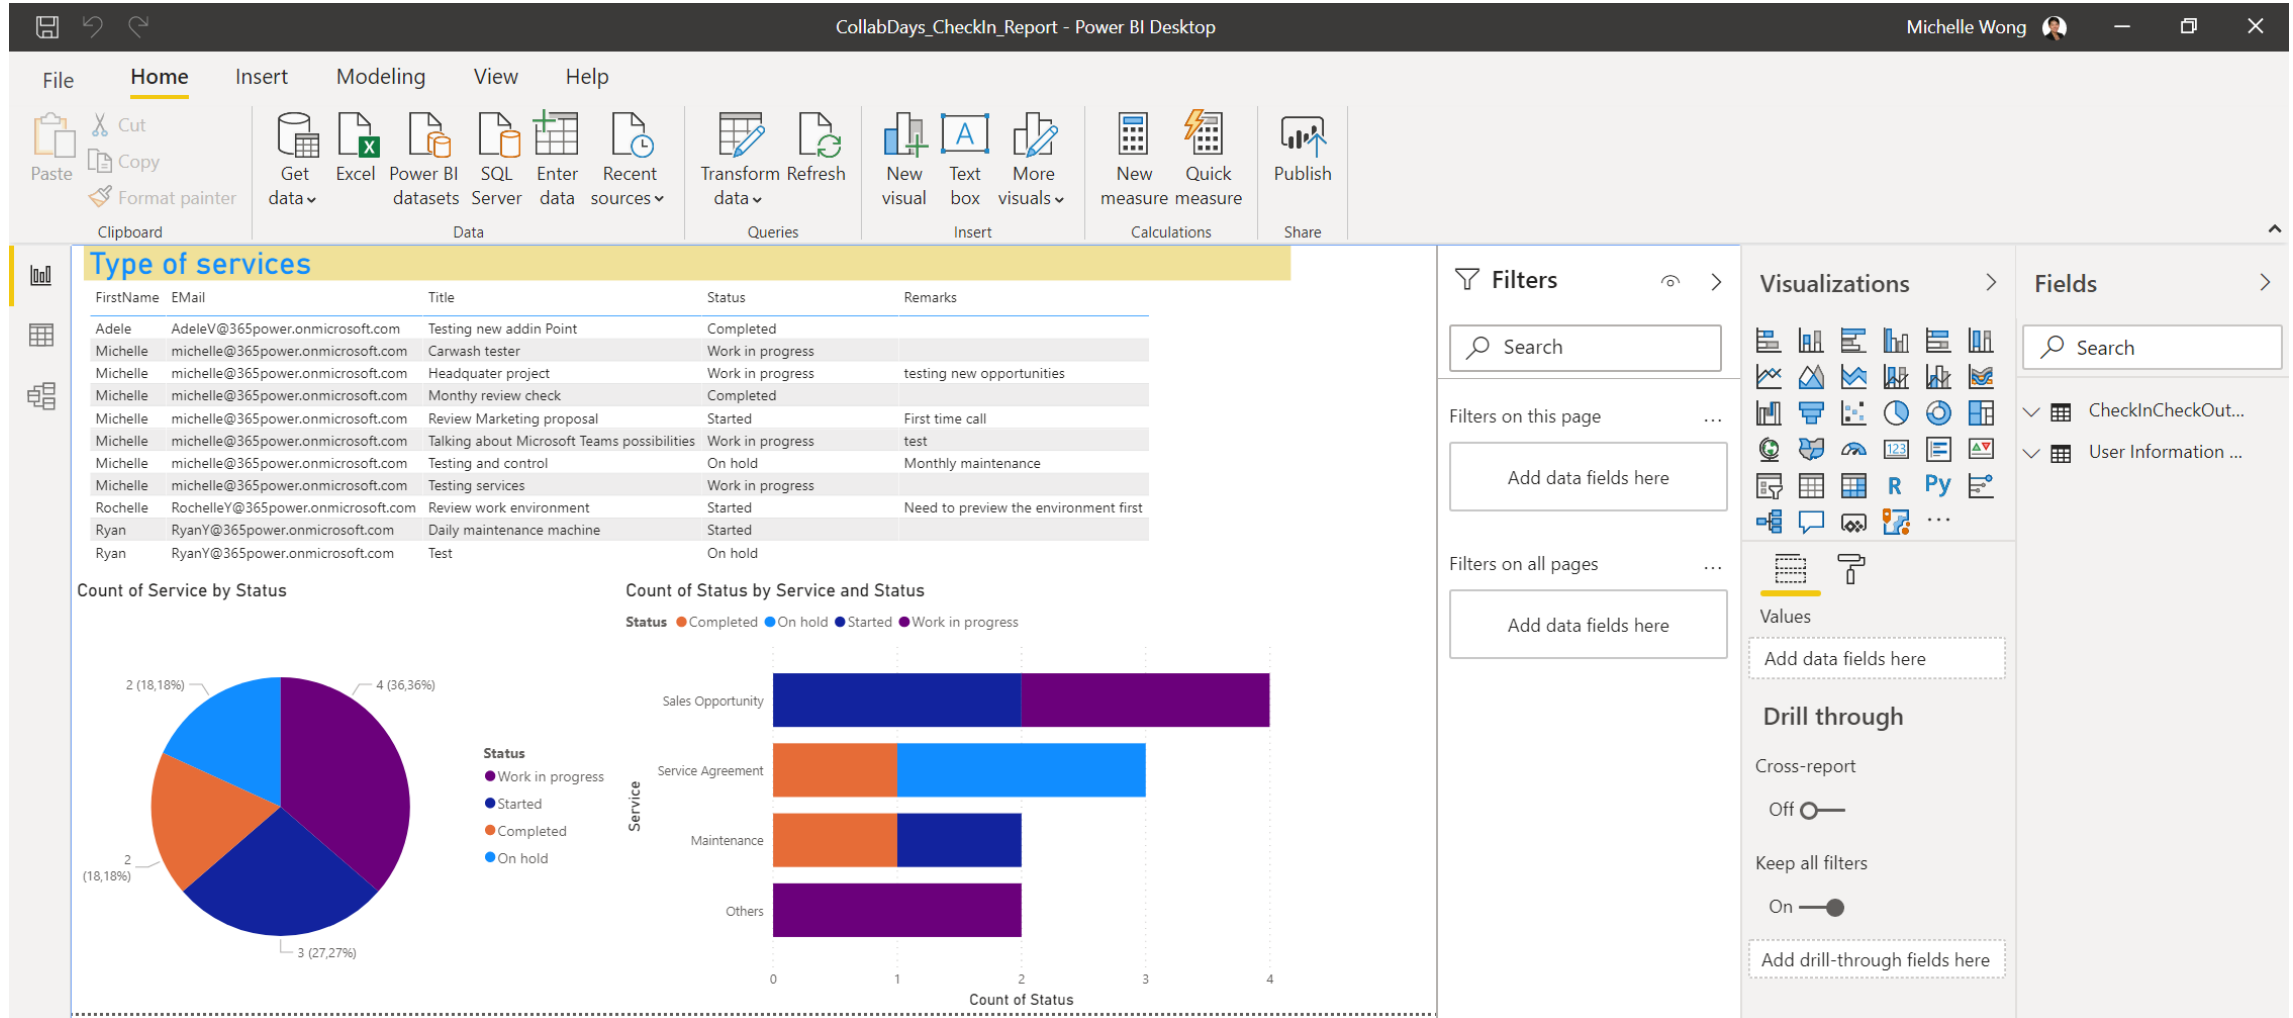 CollabDays_CheckIn_Report - Power BI Desktop
Michelle Wong
File Home Insert Modeling View Help
Paste
Cut
Copy
Format painter
Clipboard
Get data
Excel
Power BI datasets
SQL Server
Enter data
Recent sources
Data
Transform data
Refresh
Queries
New visual
Text box
More visuals
Insert
New measure
Quick measure
Calculations
Publish
Share
Type of services
FirstName EMail Title Status Remarks
Adele AdeleV@365power.onmicrosoft.com Testing new addin Point Completed
Michelle michelle@365power.onmicrosoft.com Carwash tester Work in progress
Michelle michelle@365power.onmicrosoft.com Headquater project Work in progress testing new opportunities
Michelle michelle@365power.onmicrosoft.com Monthy review check Completed
Michelle michelle@365power.onmicrosoft.com Review Marketing proposal Started First time call
Michelle michelle@365power.onmicrosoft.com Talking about Microsoft Teams possibilities Work in progress test
Michelle michelle@365power.onmicrosoft.com Testing and control On hold Monthly maintenance
Michelle michelle@365power.onmicrosoft.com Testing services Work in progress
Rochelle RochelleY@365power.onmicrosoft.com Review work environment Started Need to preview the environment first
Ryan RyanY@365power.onmicrosoft.com Daily maintenance machine Started
Ryan RyanY@365power.onmicrosoft.com Test On hold
Count of Service by Status
2 (18,18%)
4 (36,36%)
2
(18,18%)
3 (27,27%)
Status
Work in progress
Started
Completed
On hold
Count of Status by Service and Status
Status Completed On hold Started Work in progress
Service
Sales Opportunity
Service Agreement
Maintenance
Others
0 1 2 3 4
Count of Status
Filters
Search
Filters on this page ...
Add data fields here
Filters on all pages ...
Add data fields here
Visualizations
123
R Py
...
Values
Add data fields here
Drill through
Cross-report
Off
Keep all filters
On
Add drill-through fields here
Fields
Search
CheckInCheckOut...
User Information ...